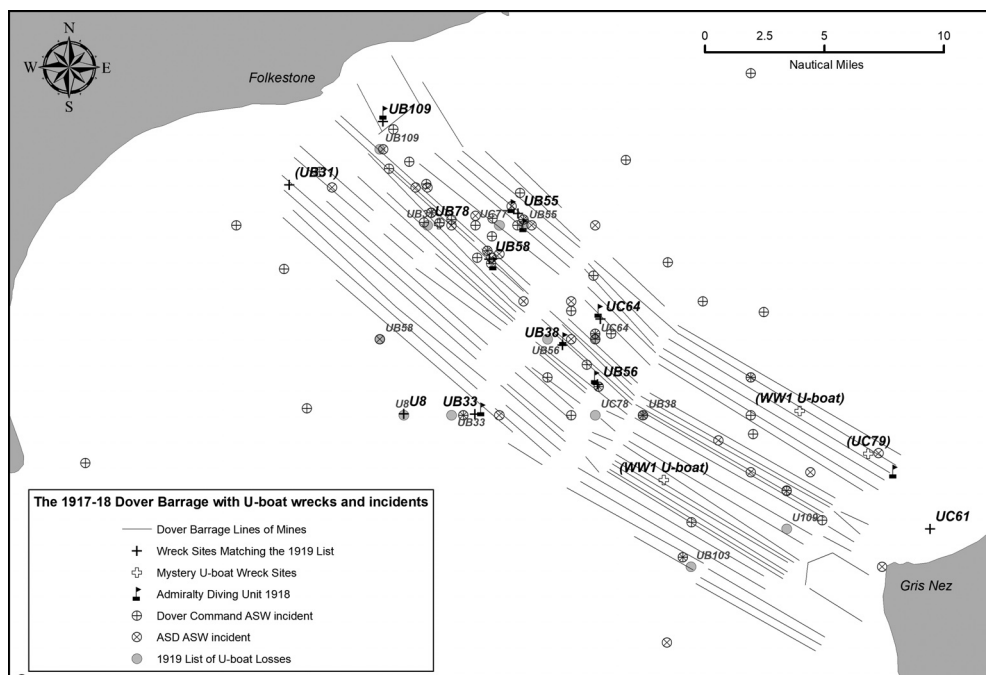 N
W E
S
Folkestone
0 2.5 5 10
Nautical Miles
UB109
UB109
(UB31)
UB55
UB78
UC77
UB55
UB58
UC64
UB58
UC64
UB38
UB56
UB56
U8
U8
UB33
UB33
UC78
UB38
(WW1 U-boat)
(UC79)
(WW1 U-boat)
U109
UC61
UB103
Gris Nez
The 1917-18 Dover Barrage with U-boat wrecks and incidents
Dover Barrage Lines of Mines
Wreck Sites Matching the 1919 List
Mystery U-boat Wreck Sites
Admiralty Diving Unit 1918
Dover Command ASW incident
ASD ASW incident
1919 List of U-boat Losses